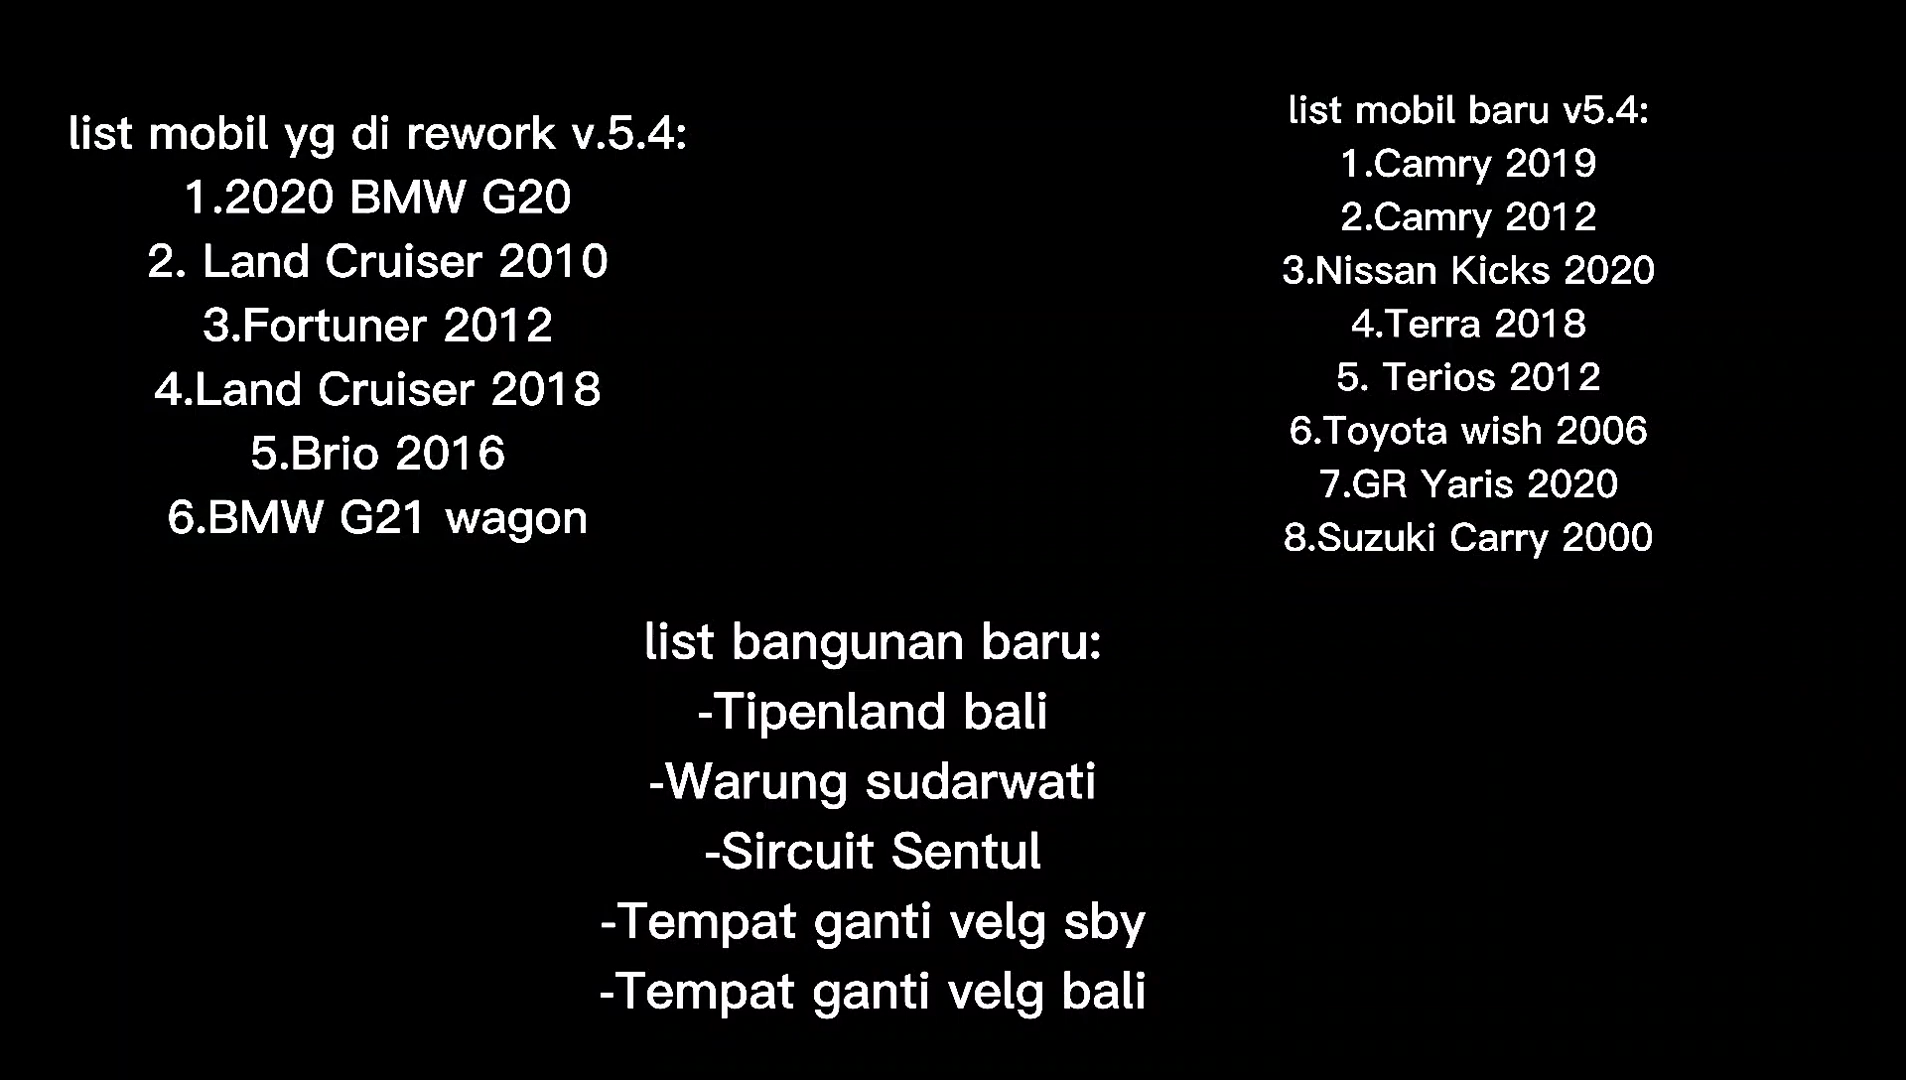 list mobil yg di rework v.5.4:
1.2020 BMW G20
2. Land Cruiser 2010
3.Fortuner 2012
4.Land Cruiser 2018
5.Brio 2016
6.BMW G21 wagon
list mobil baru v5.4:
1.Camry 2019
2.Camry 2012
3.Nissan Kicks 2020
4.Terra 2018
5. Terios 2012
6.Toyota wish 2006
7.GR Yaris 2020
8.Suzuki Carry 2000
list bangunan baru:
-Tipenland bali
-Warung sudarwati
-Sircuit Sentul
-Tempat ganti velg sby
-Tempat ganti velg bali